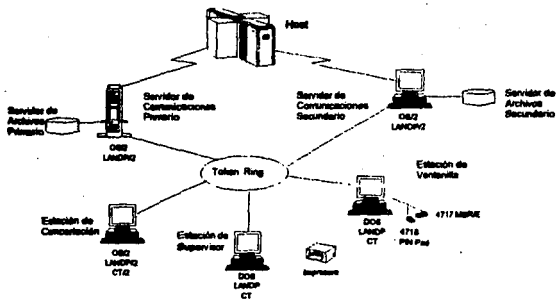 Host
Servidor de
Comunicaciones
Primario
Servidor de
Comunicaciones
Secundario
Servidor de
Archivos
Primario
Servidor de
Archivos
Secundario
OS/2
LANDP/2
OS/2
LANDP/2
Token Ring
Estación de
Ventanilla
Estación de
Concertación
OS/2
LANDP/2
CT/2
Estación de
Supervisor
DOS
LANDP
CT
Impresora
DOS
LANDP
CT
4717 MSR/E
4718
PIN Pad